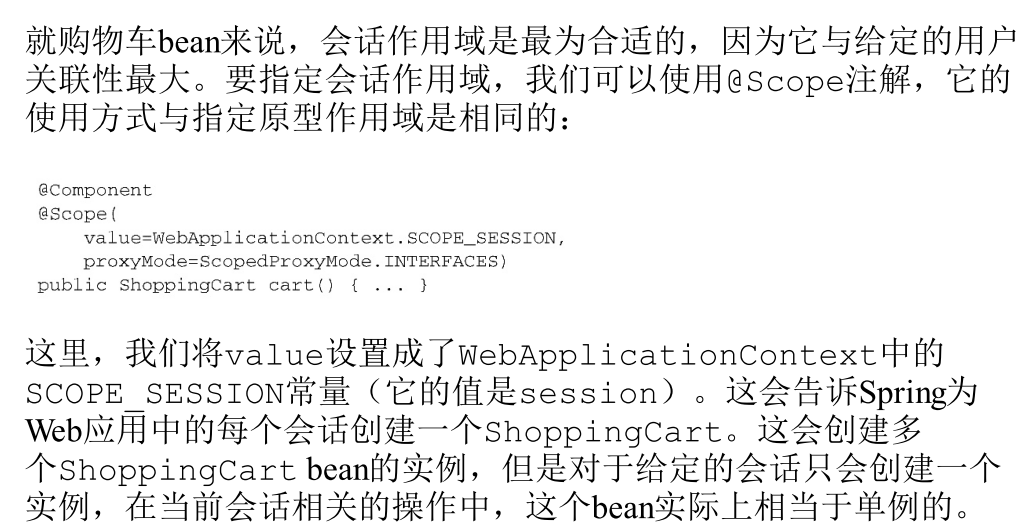 就购物车bean来说，会话作用域是最为合适的，因为它与给定的用户
关联性最大。要指定会话作用域，我们可以使用@Scope注解，它的
使用方式与指定原型作用域是相同的：
@Component
@Scope(
    value=WebApplicationContext.SCOPE_SESSION,
    proxyMode=ScopedProxyMode.INTERFACES)
public ShoppingCart cart() { ... }
这里，我们将value设置成了WebApplicationContext中的
SCOPE_SESSION常量（它的值是session）。这会告诉Spring为
Web应用中的每个会话创建一个ShoppingCart。这会创建多
个ShoppingCart bean的实例，但是对于给定的会话只会创建一个
实例，在当前会话相关的操作中，这个bean实际上相当于单例的。